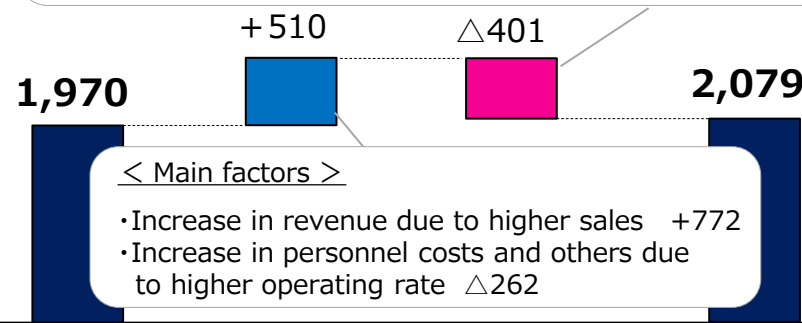 +510
△401
1,970
2,079
< Main factors >
・Increase in revenue due to higher sales +772
・Increase in personnel costs and others due
to higher operating rate △262